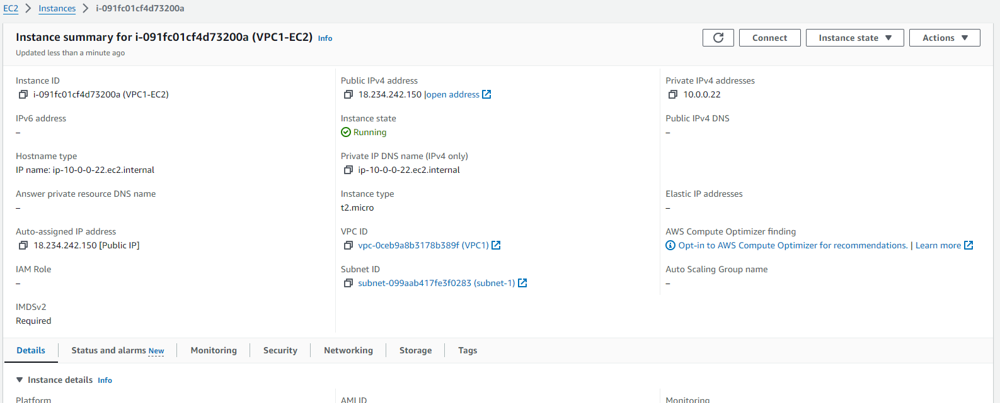 EC2 > Instances > i-091fc01cf4d73200a
Instance summary for i-091fc01cf4d73200a (VPC1-EC2) Info
Updated less than a minute ago
Connect
Instance state
Actions
Instance ID
i-091fc01cf4d73200a (VPC1-EC2)
Public IPv4 address
18.234.242.150 |open address
Private IPv4 addresses
10.0.0.22
IPv6 address
–
Instance state
Running
Public IPv4 DNS
–
Hostname type
IP name: ip-10-0-0-22.ec2.internal
Private IP DNS name (IPv4 only)
ip-10-0-0-22.ec2.internal
Answer private resource DNS name
–
Instance type
t2.micro
Elastic IP addresses
–
Auto-assigned IP address
18.234.242.150 [Public IP]
VPC ID
vpc-0ceb9a8b3178b389f (VPC1)
AWS Compute Optimizer finding
Opt-in to AWS Compute Optimizer for recommendations. | Learn more
IAM Role
–
Subnet ID
subnet-099aab417fe3f0283 (subnet-1)
Auto Scaling Group name
–
IMDSv2
Required
Details
Status and alarms New
Monitoring
Security
Networking
Storage
Tags
Instance details Info
Platform
AMI ID
Monitoring